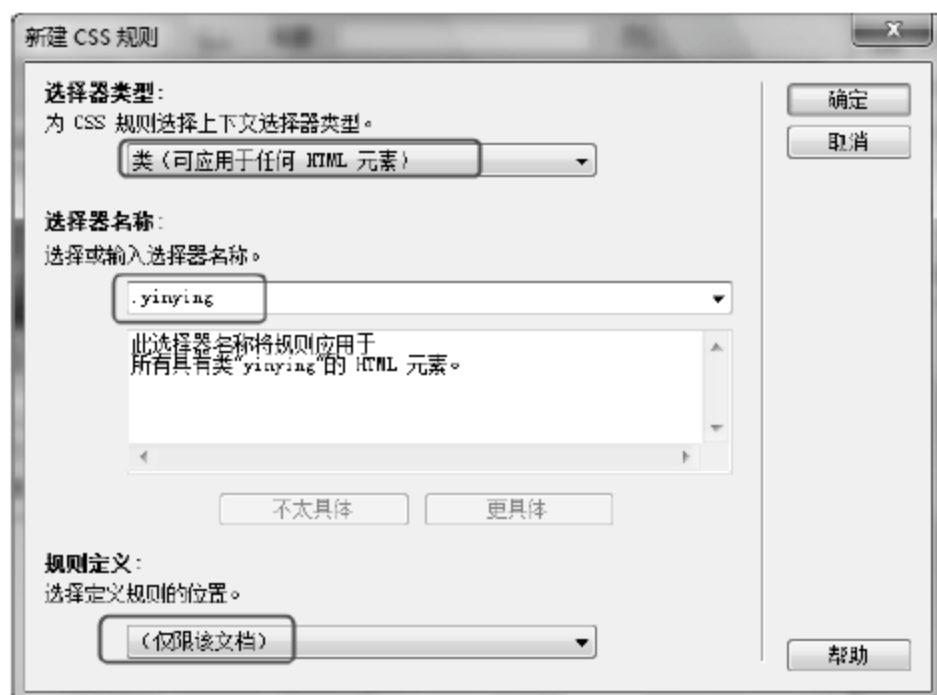 新建 CSS 规则
选择器类型:
为 CSS 规则选择上下文选择器类型。
类(可应用于任何 HTML 元素)
选择器名称:
选择或输入选择器名称。
.yinying
此选择器名称将规则应用于
所有具有类“yinying”的 HTML 元素。
不太具体
更具体
规则定义:
选择定义规则的位置。
(仅限该文档)
确定
取消
帮助